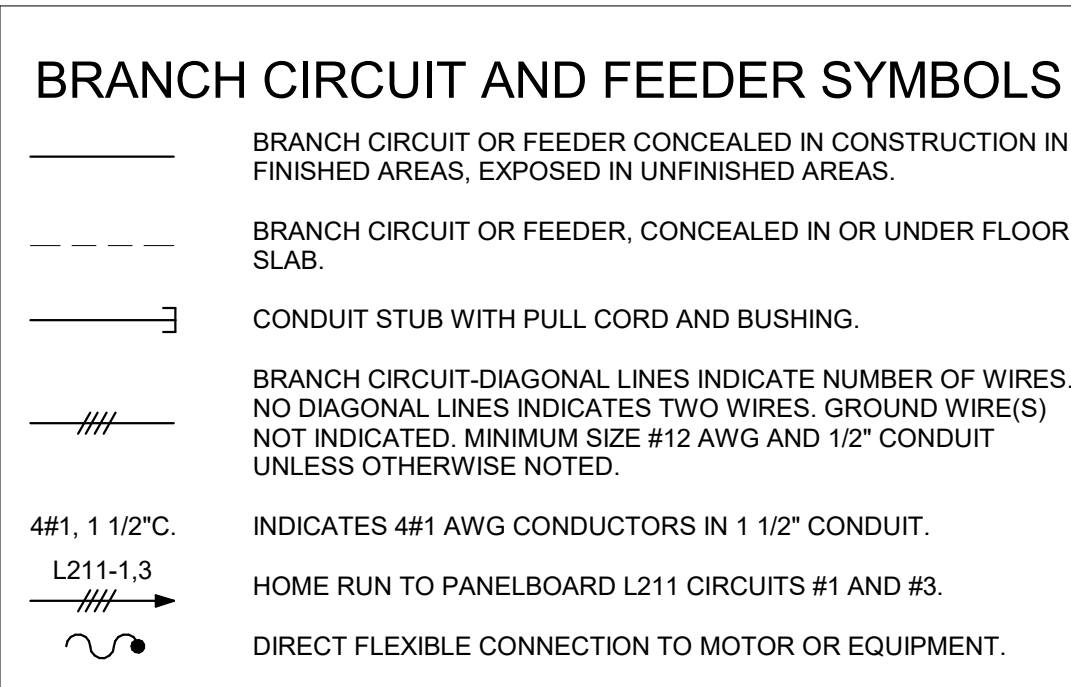 BRANCH CIRCUIT AND FEEDER SYMBOLS
BRANCH CIRCUIT OR FEEDER CONCEALED IN CONSTRUCTION IN
FINISHED AREAS, EXPOSED IN UNFINISHED AREAS.
BRANCH CIRCUIT OR FEEDER, CONCEALED IN OR UNDER FLOOR
SLAB.
CONDUIT STUB WITH PULL CORD AND BUSHING.
BRANCH CIRCUIT-DIAGONAL LINES INDICATE NUMBER OF WIRES.
NO DIAGONAL LINES INDICATES TWO WIRES. GROUND WIRE(S)
NOT INDICATED. MINIMUM SIZE #12 AWG AND 1/2" CONDUIT
UNLESS OTHERWISE NOTED.
4#1, 1 1/2"C. INDICATES 4#1 AWG CONDUCTORS IN 1 1/2" CONDUIT.
L211-1,3
HOME RUN TO PANELBOARD L211 CIRCUITS #1 AND #3.
DIRECT FLEXIBLE CONNECTION TO MOTOR OR EQUIPMENT.